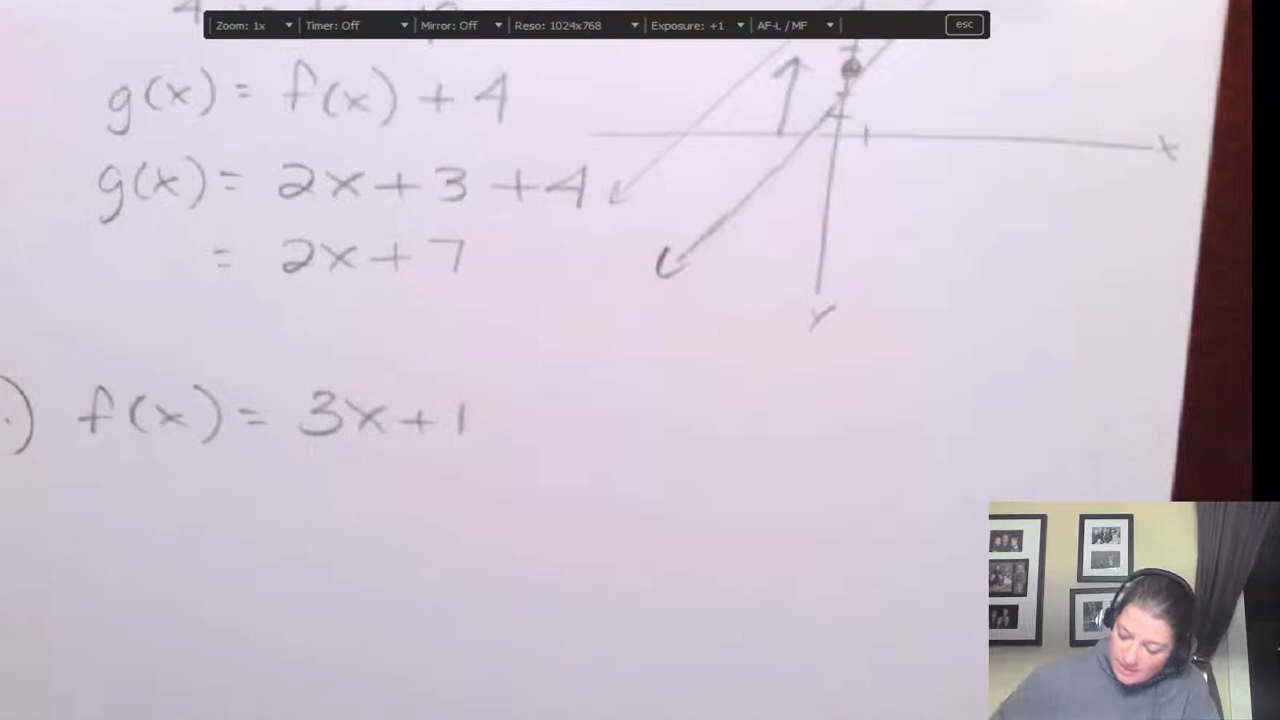 Zoom: 1x Timer: Off Mirror: Off Reso: 1024x768 Exposure: +1 AF-L / MF esc
g(x) = f(x) + 4
g(x) = 2x + 3 + 4
= 2x + 7
x
y
.) f(x) = 3x + 1